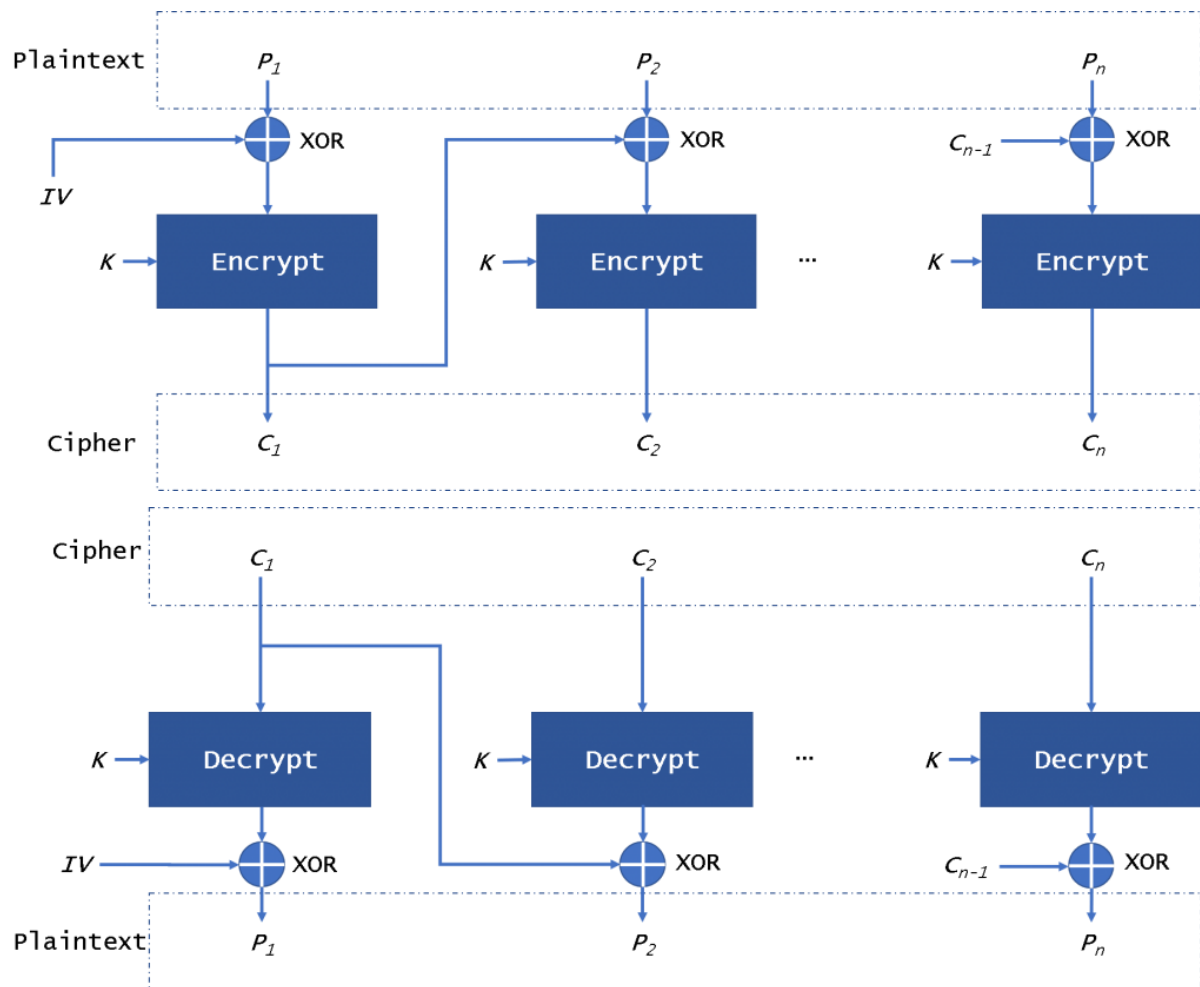 Plaintext P1 P2 Pn
XOR XOR Cn-1 XOR
IV
K Encrypt K Encrypt ... K Encrypt
Cipher C1 C2 Cn
Cipher C1 C2 Cn
K Decrypt K Decrypt ... K Decrypt
IV XOR XOR Cn-1 XOR
Plaintext P1 P2 Pn